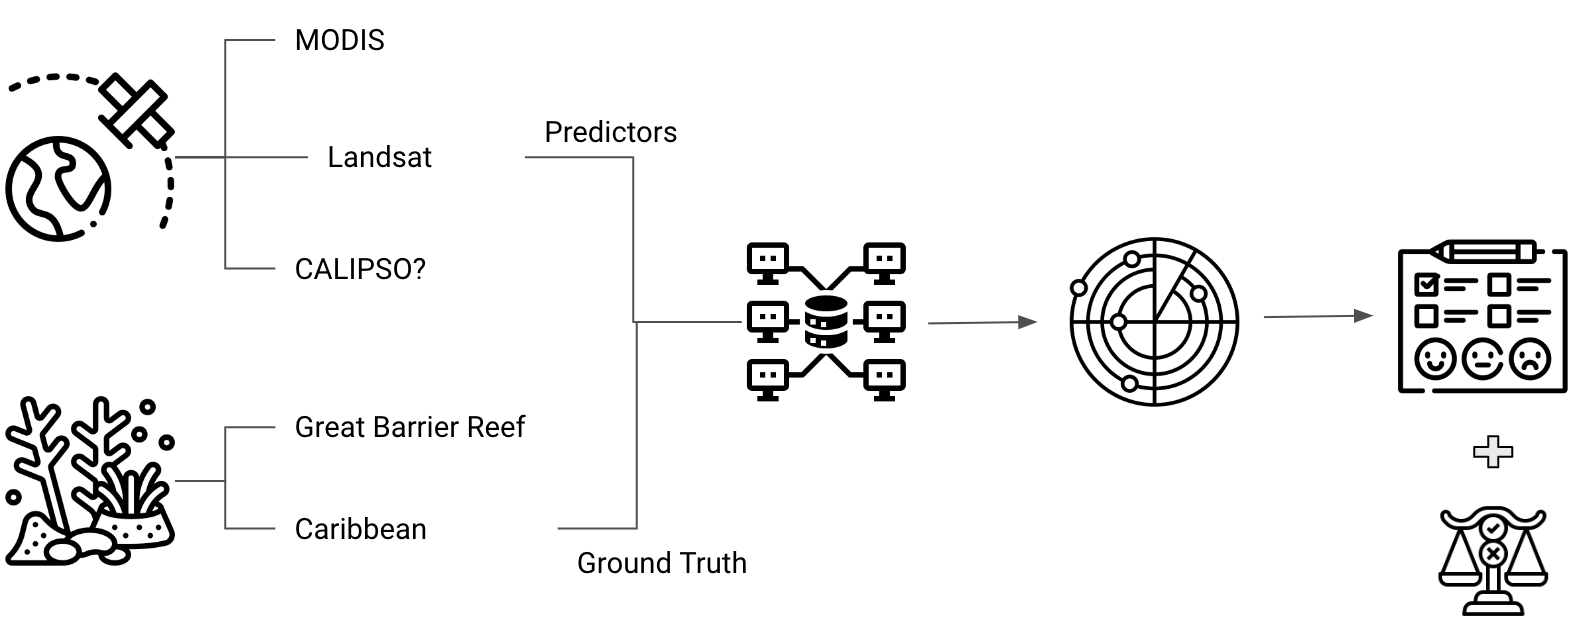 MODIS
Predictors
Landsat
CALIPSO?
Great Barrier Reef
Caribbean
Ground Truth